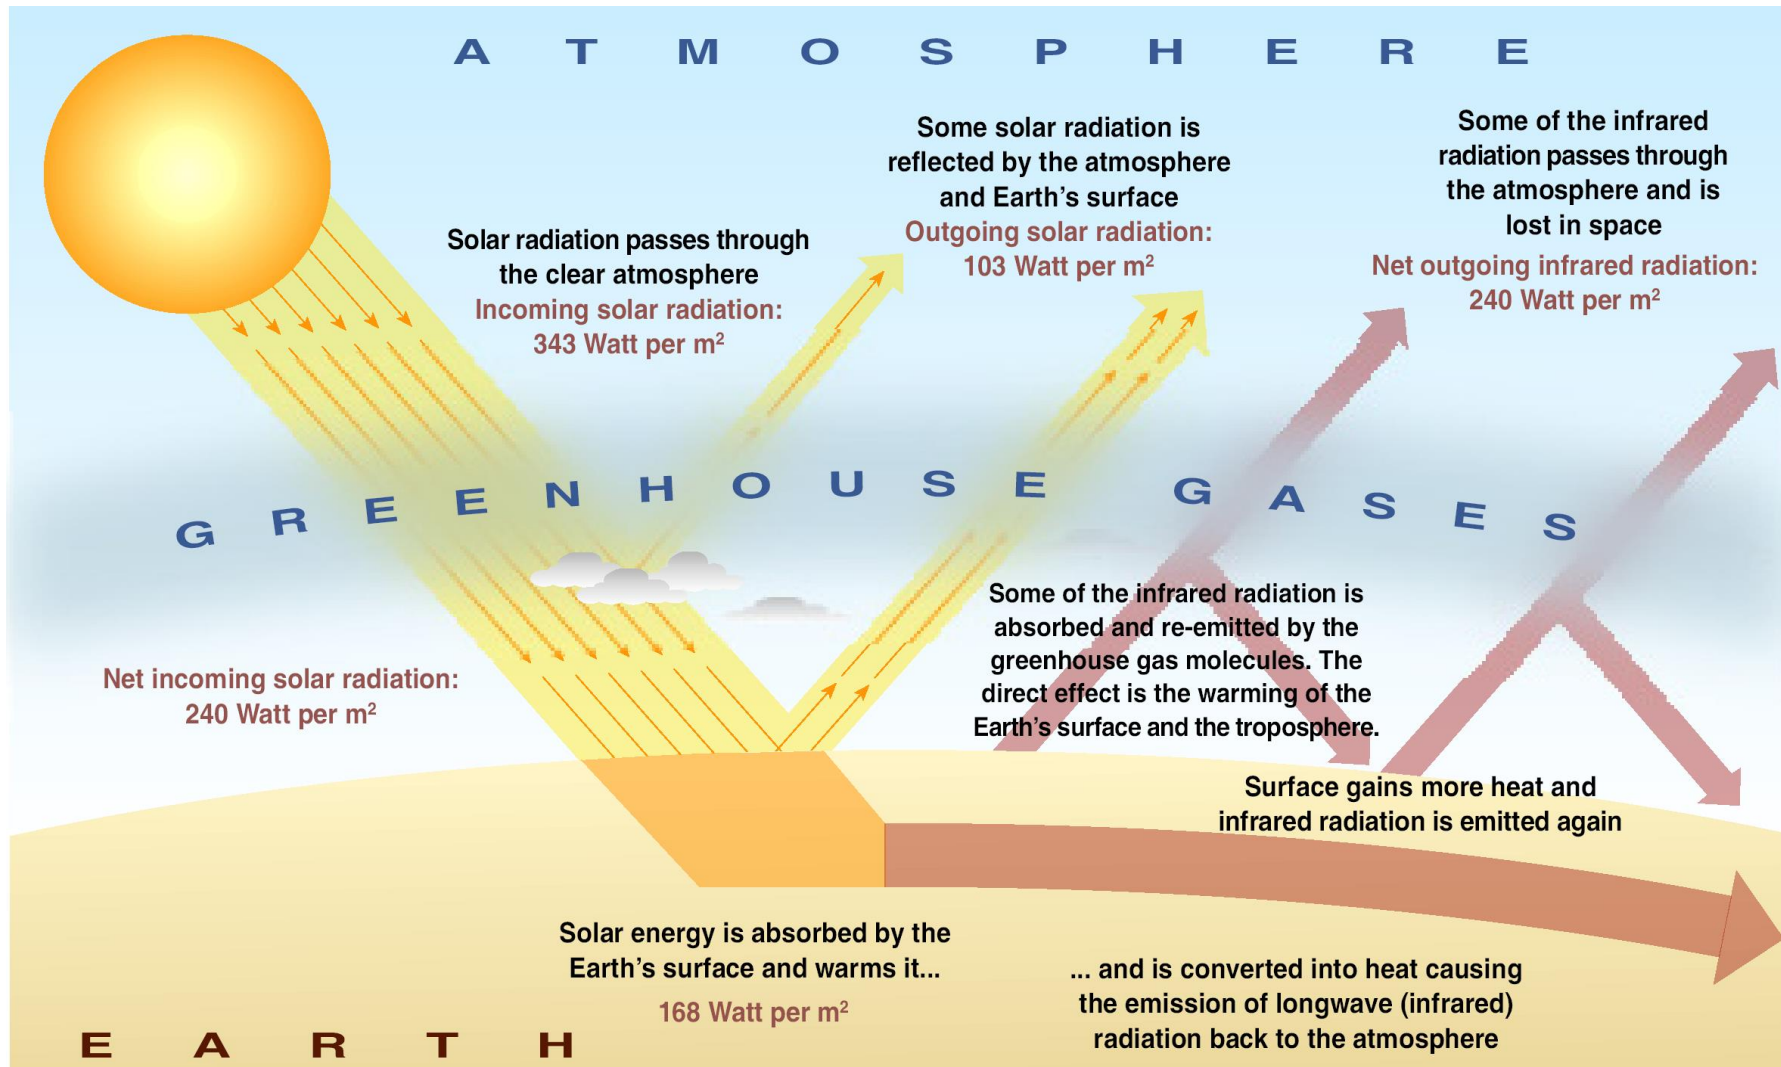 ATMOSPHERE
Solar radiation passes through
the clear atmosphere
Incoming solar radiation:
343 Watt per m²
Some solar radiation is
reflected by the atmosphere
and Earth's surface
Outgoing solar radiation:
103 Watt per m²
Some of the infrared
radiation passes through
the atmosphere and is
lost in space
Net outgoing infrared radiation:
240 Watt per m²
GREENHOUSE GASES
Net incoming solar radiation:
240 Watt per m²
Some of the infrared radiation is
absorbed and re-emitted by the
greenhouse gas molecules. The
direct effect is the warming of the
Earth's surface and the troposphere.
Surface gains more heat and
infrared radiation is emitted again
Solar energy is absorbed by the
Earth's surface and warms it...
168 Watt per m²
... and is converted into heat causing
the emission of longwave (infrared)
radiation back to the atmosphere
EARTH